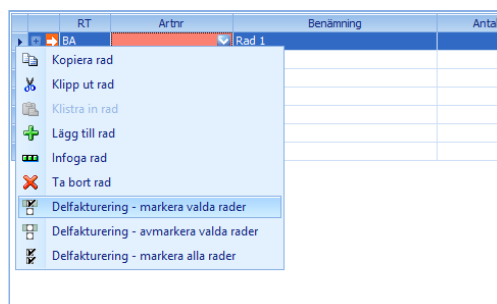 RT Artnr Benämning Antal
BA Rad 1
Kopiera rad
Klipp ut rad
Klistra in rad
Lägg till rad
Infoga rad
Ta bort rad
Delfakturering - markera valda rader
Delfakturering - avmarkera valda rader
Delfakturering - markera alla rader